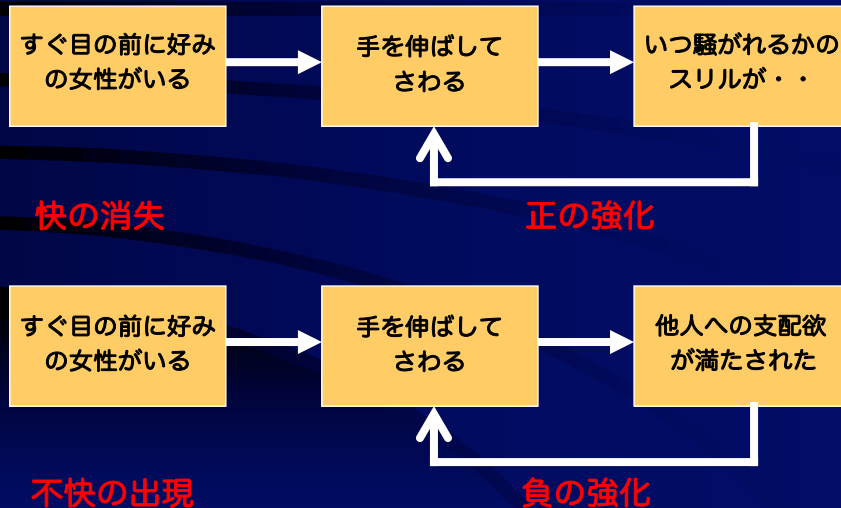 すぐ目の前に好み
の女性がいる
手を伸ばして
さわる
いつ騒がれるかの
スリルが・・
快の消失
正の強化
すぐ目の前に好み
の女性がいる
手を伸ばして
さわる
他人への支配欲
が満たされた
不快の出現
負の強化